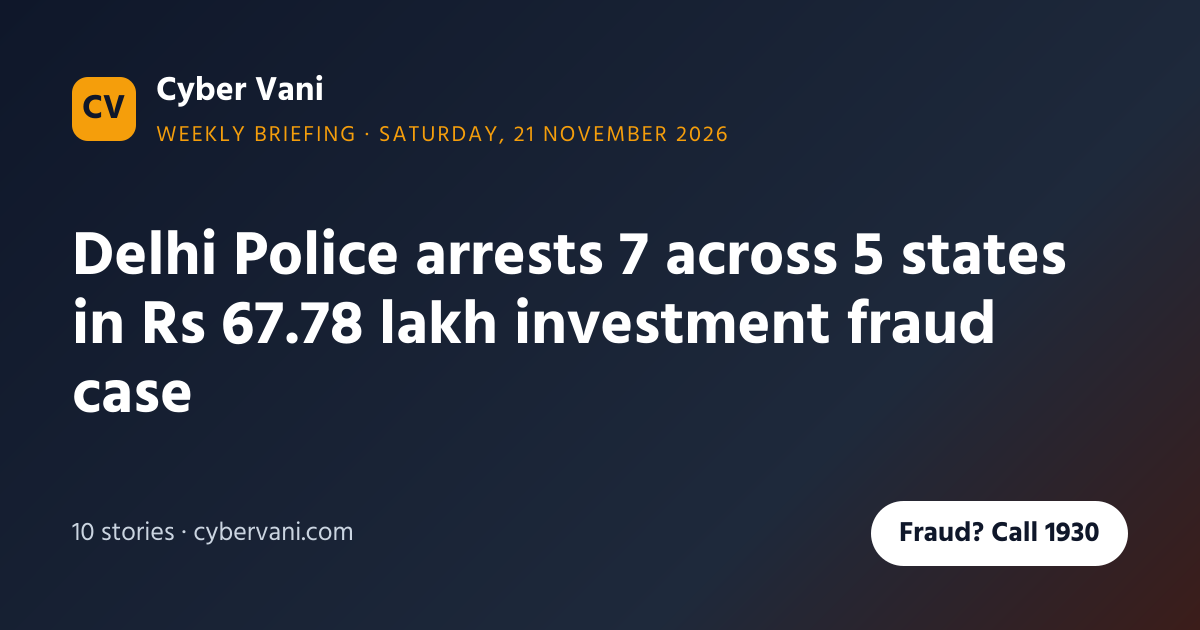 CV
Cyber Vani
WEEKLY BRIEFING · SATURDAY, 21 NOVEMBER 2026
Delhi Police arrests 7 across 5 states
in Rs 67.78 lakh investment fraud
case
10 stories · cybervani.com
Fraud? Call 1930